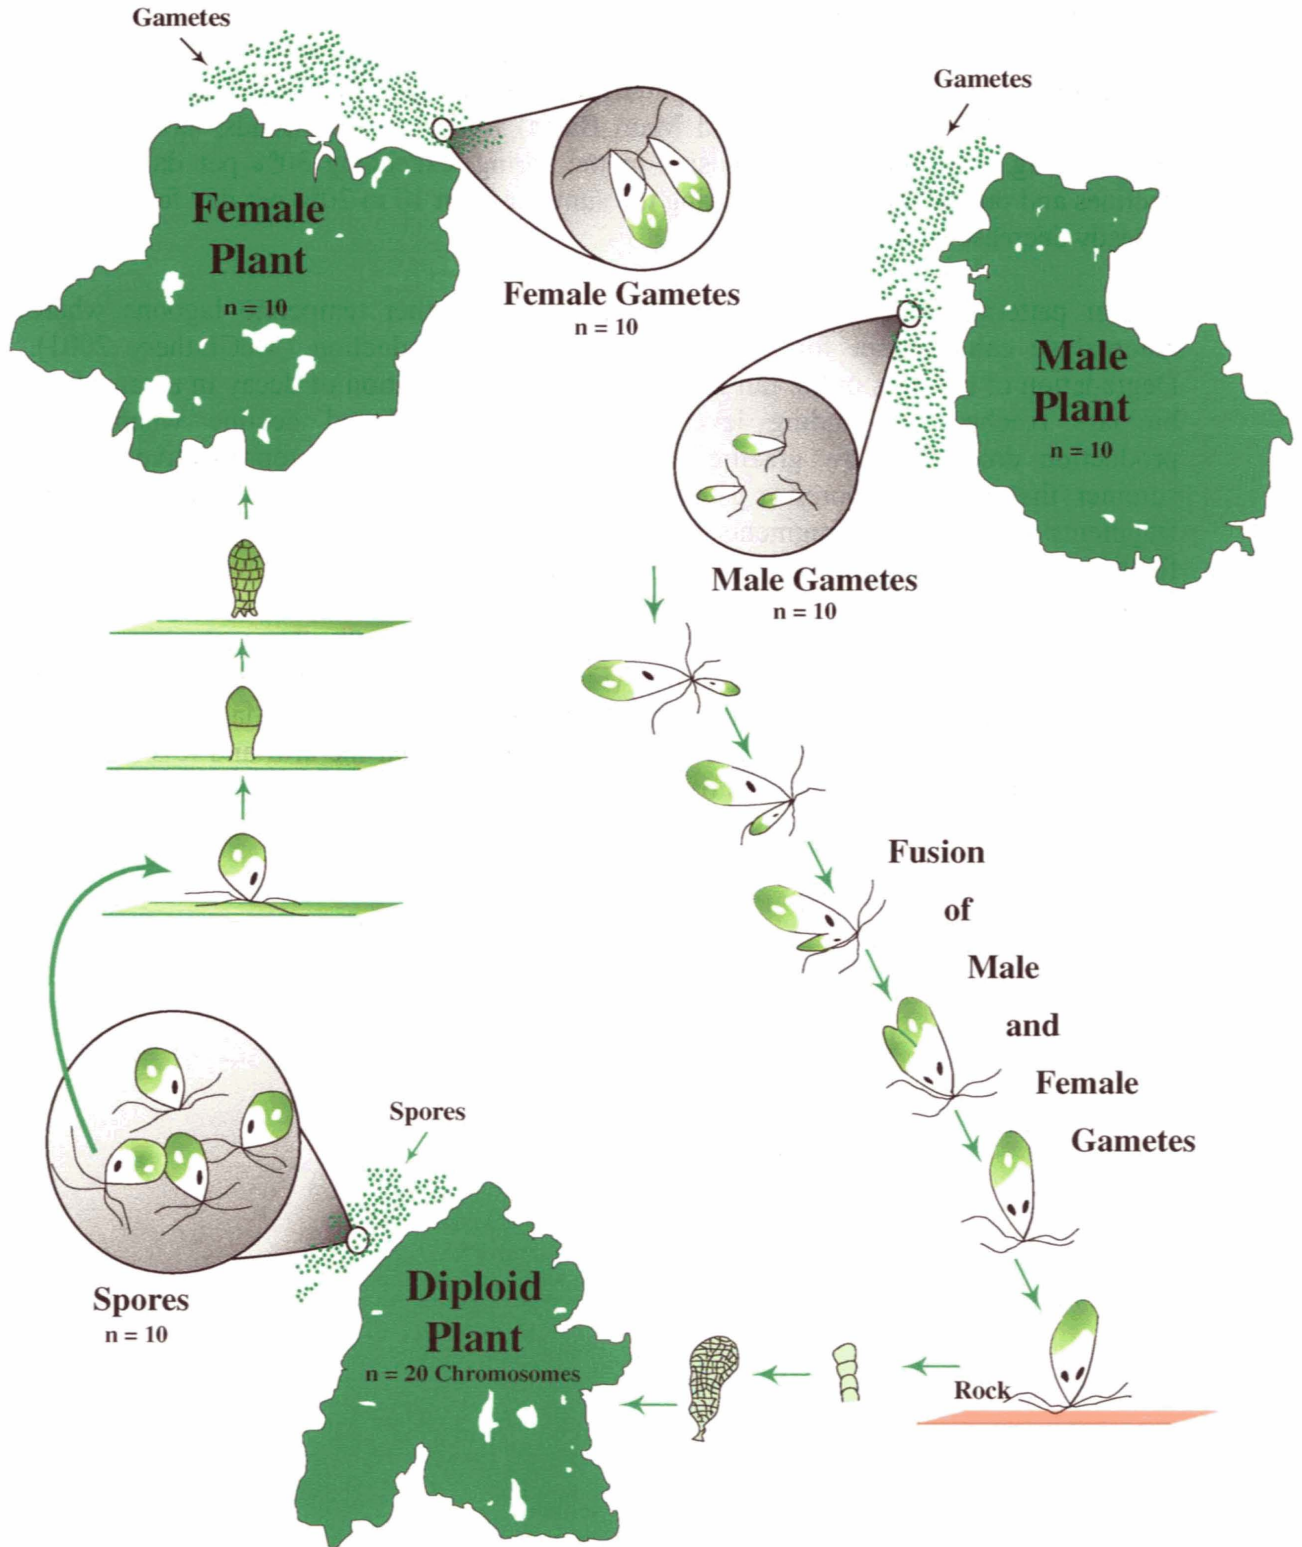 Gametes
Female
Plant
n = 10
Female Gametes
n = 10
Gametes
Male
Plant
n = 10
Male Gametes
n = 10
Fusion
of
Male
and
Female
Gametes
Spores
Spores
n = 10
Diploid
Plant
n = 20 Chromosomes
Rock